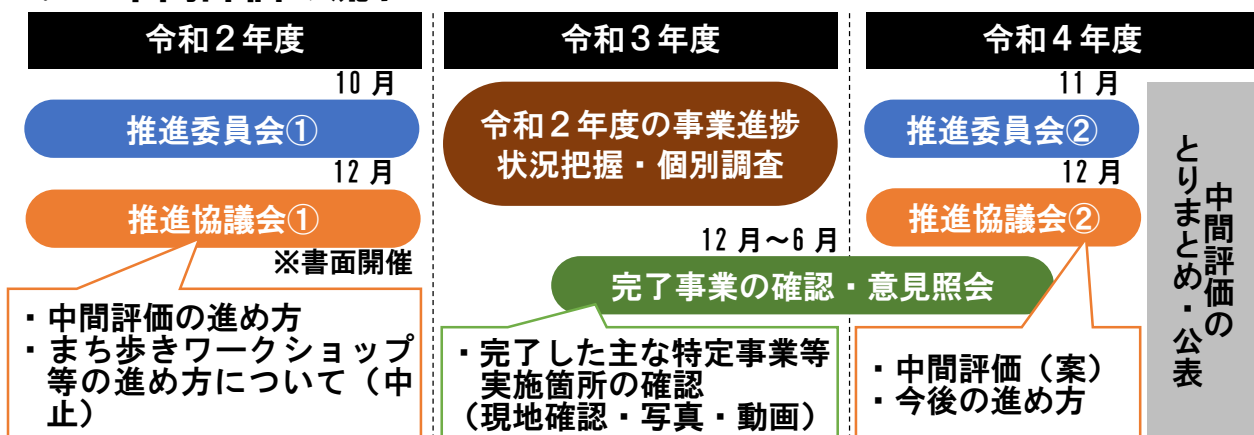 令和２年度
10 月
推進委員会①
12 月
推進協議会①
※書面開催
・中間評価の進め方
・まち歩きワークショップ
等の進め方について（中
止）
令和３年度
令和２年度の事業進捗
状況把握・個別調査
12 月～6 月
完了事業の確認・意見照会
・完了した主な特定事業等
実施箇所の確認
（現地確認・写真・動画）
令和４年度
11 月
推進委員会②
12 月
推進協議会②
・中間評価（案）
・今後の進め方
中間評価の
とりまとめ・公表